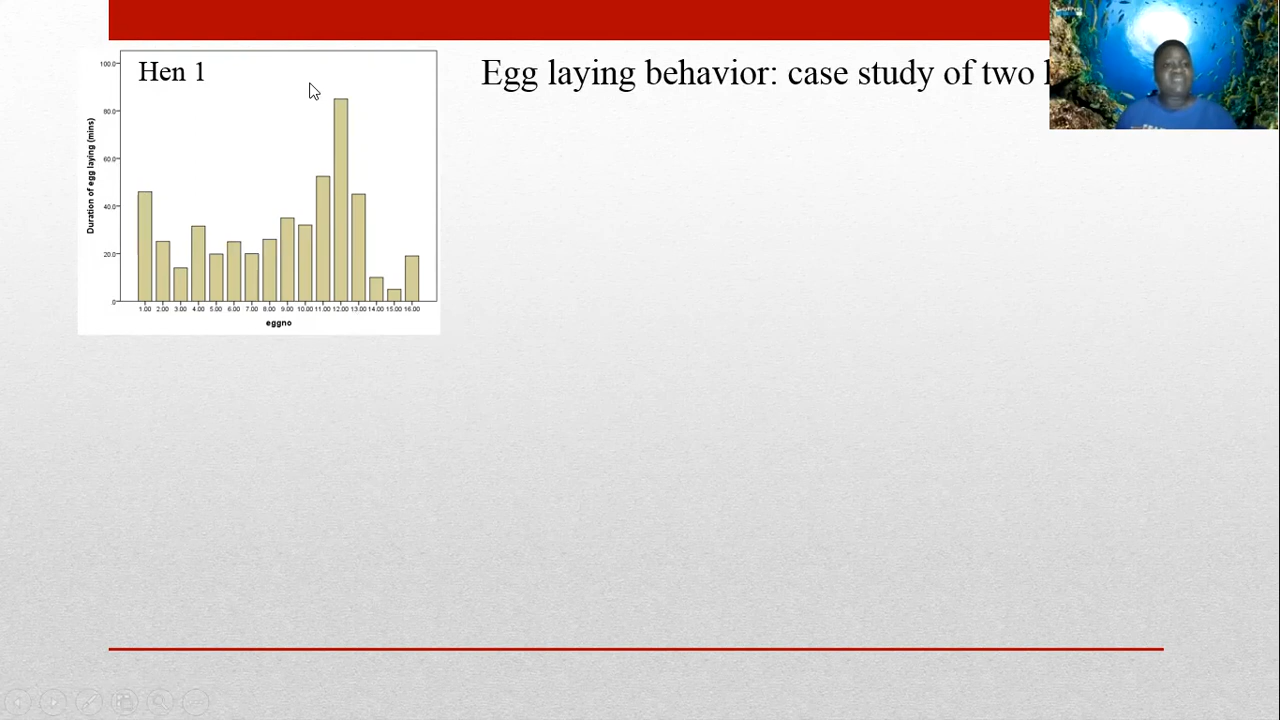 Hen 1
Egg laying behavior: case study of two
100.0
80.0
60.0
40.0
20.0
.0
Duration of egg laying (mins)
1.00 2.00 3.00 4.00 5.00 6.00 7.00 8.00 9.00 10.00 11.00 12.00 13.00 14.00 15.00 16.00
eggno